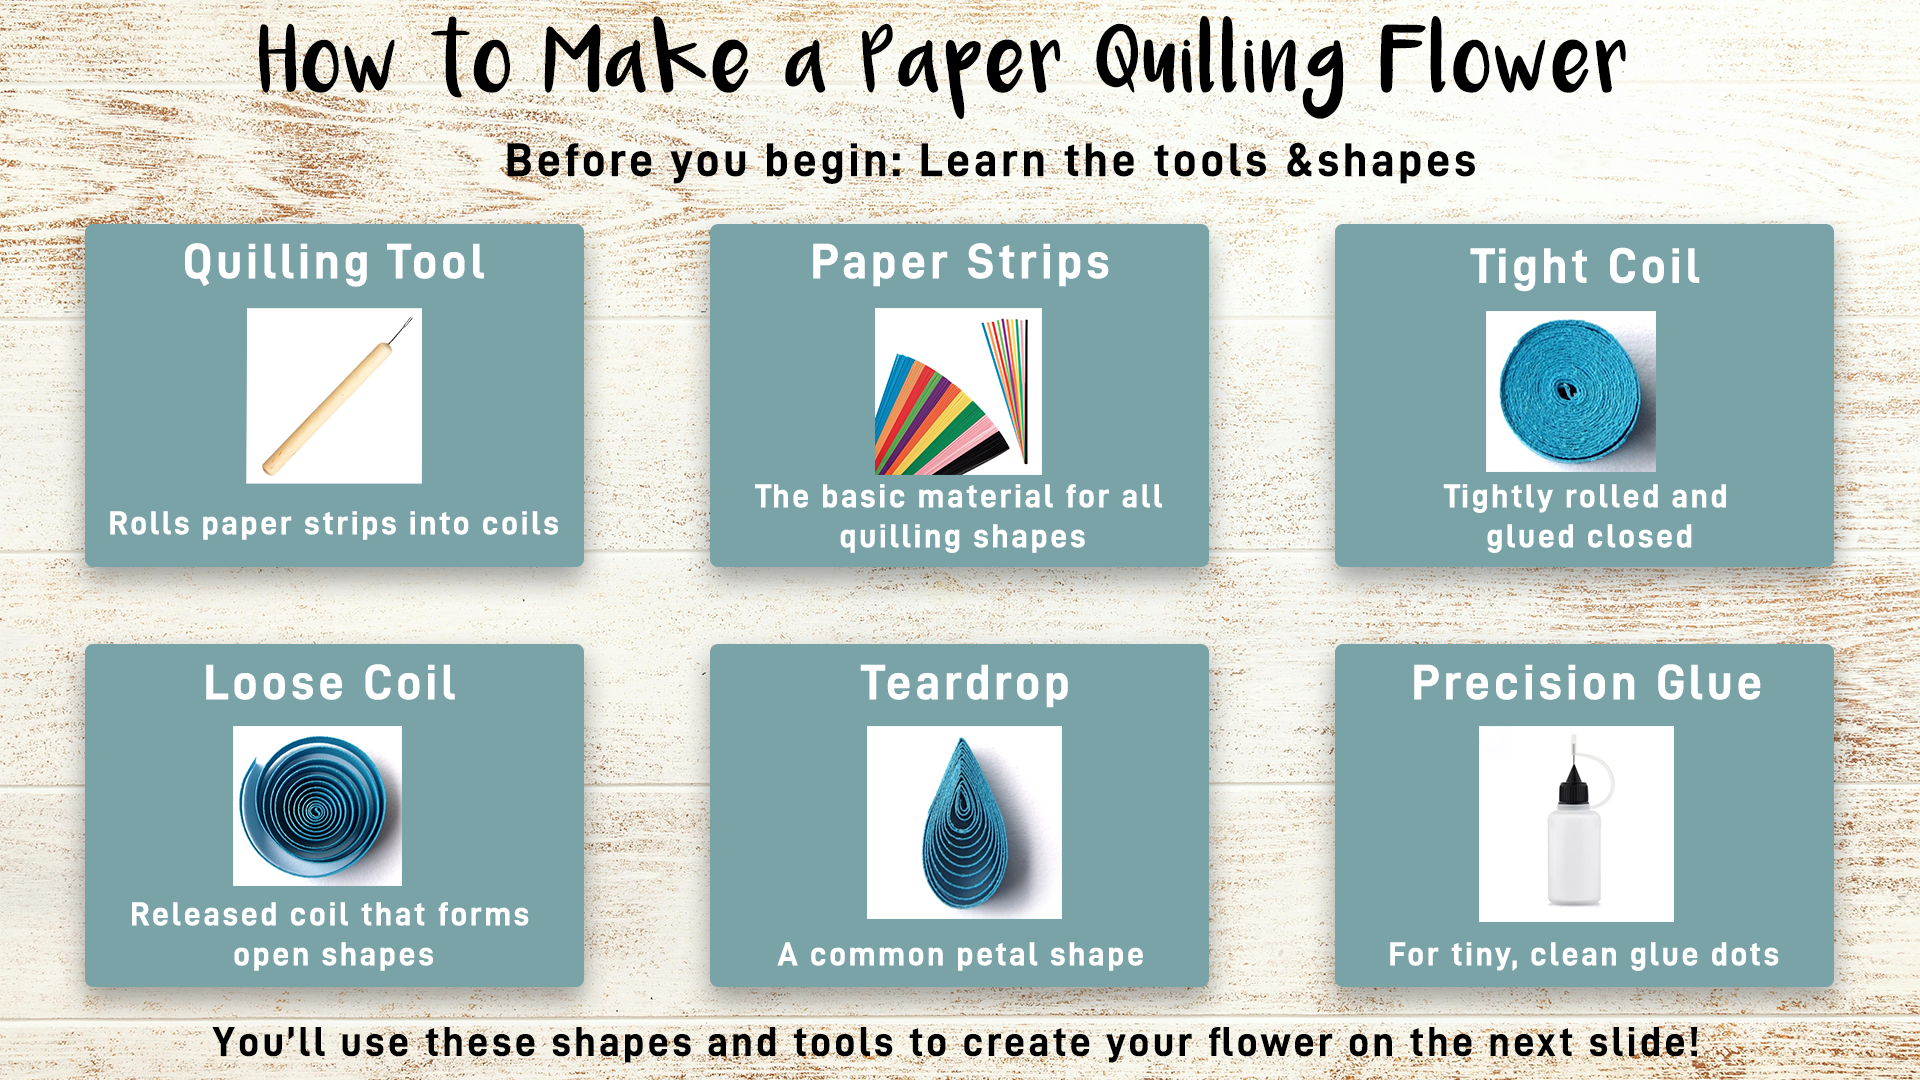 How to Make a Paper Quilling Flower
Before you begin: Learn the tools &shapes
Quilling Tool
Rolls paper strips into coils
Paper Strips
The basic material for all
quilling shapes
Tight Coil
Tightly rolled and
glued closed
Loose Coil
Released coil that forms
open shapes
Teardrop
A common petal shape
Precision Glue
For tiny, clean glue dots
You'll use these shapes and tools to create your flower on the next slide!